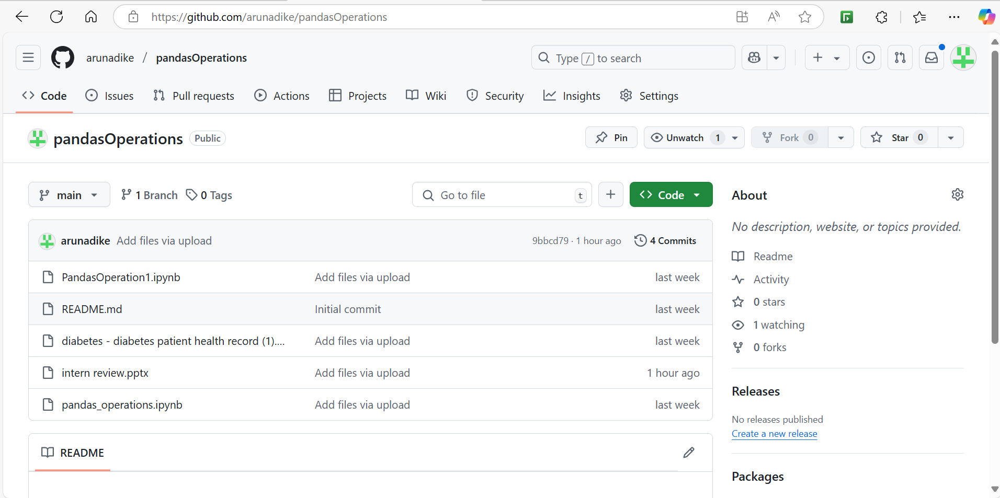 https://github.com/arunadike/pandasOperations
arunadike / pandasOperations
Type / to search
Code Issues Pull requests Actions Projects Wiki Security Insights Settings
pandasOperations Public
Pin Unwatch 1 Fork 0 Star 0
main 1 Branch 0 Tags Go to file t Code
arunadike Add files via upload 9bbcd79 · 1 hour ago 4 Commits
PandasOperation1.ipynb Add files via upload last week
README.md Initial commit last week
diabetes - diabetes patient health record (1).... Add files via upload last week
intern review.pptx Add files via upload 1 hour ago
pandas_operations.ipynb Add files via upload last week
README
About
No description, website, or topics provided.
Readme
Activity
0 stars
1 watching
0 forks
Releases
No releases published
Create a new release
Packages